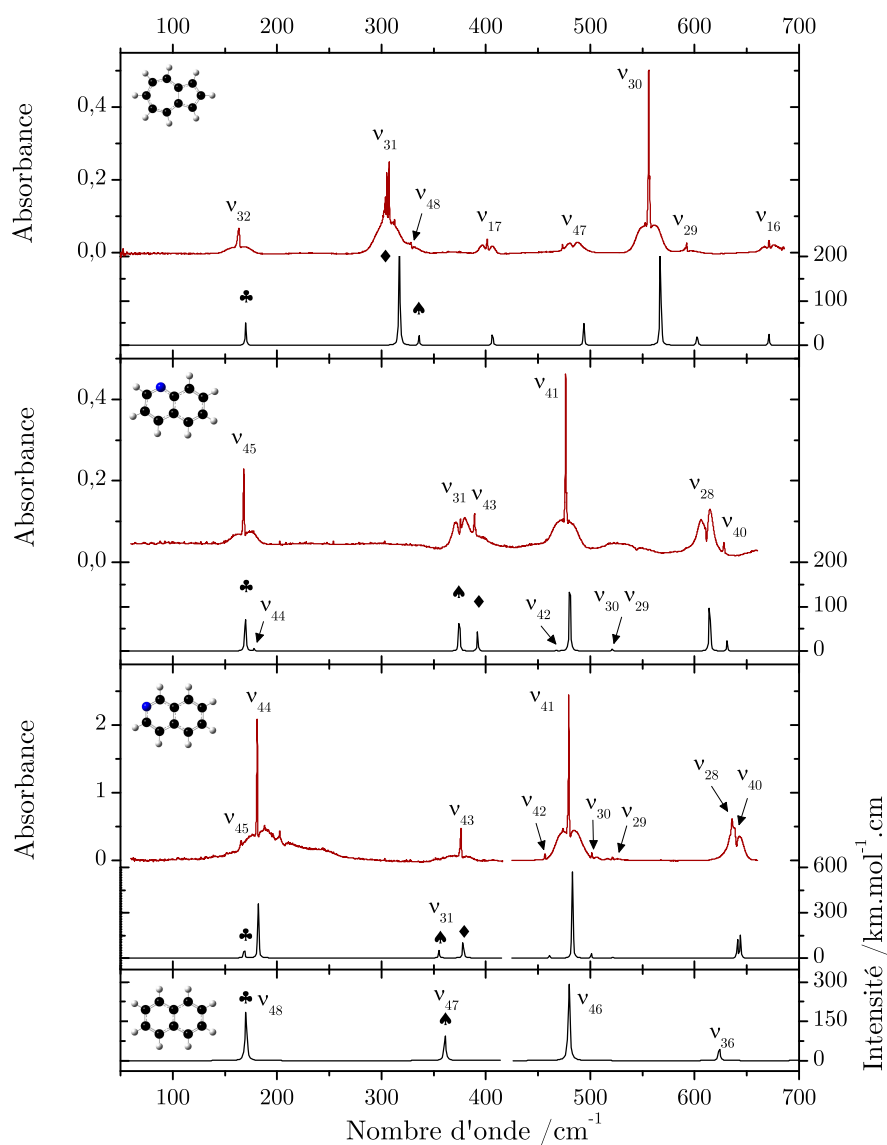 100 200 300 400 500 600 700
Absorbance
0,4
0,2
0,0
ν32
ν31
ν48
ν17
ν47
ν30
ν29
ν16
200
100
0
Absorbance
0,4
0,2
0,0
ν45
ν31
ν43
ν41
ν28
ν40
200
100
0
ν44
ν42
ν30 ν29
Absorbance
2
1
0
ν44
ν45
ν43
ν41
ν42
ν30
ν29
ν28
ν40
600
300
0
ν31
300
150
0
ν48
ν47
ν46
ν36
Intensité /km.mol-1.cm
100 200 300 400 500 600 700
Nombre d'onde /cm-1